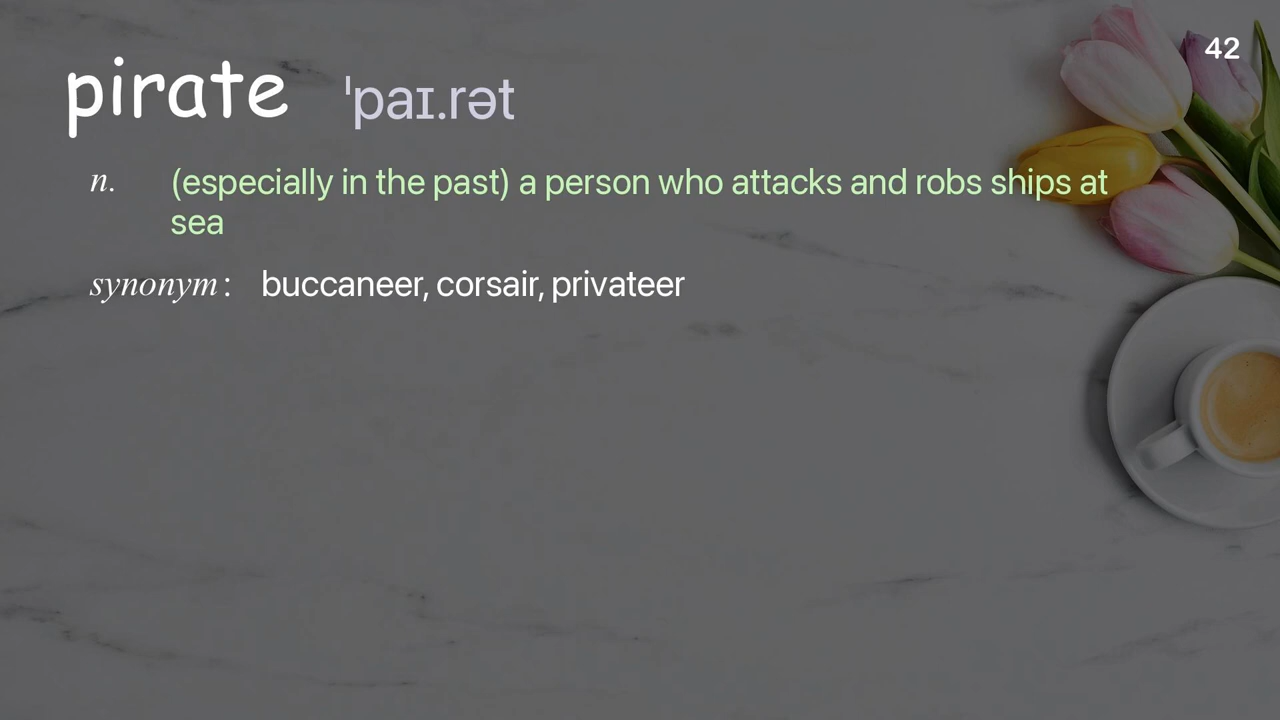 42
pirate ˈpaɪ.rət
n. (especially in the past) a person who attacks and robs ships at
sea
synonym: buccaneer, corsair, privateer